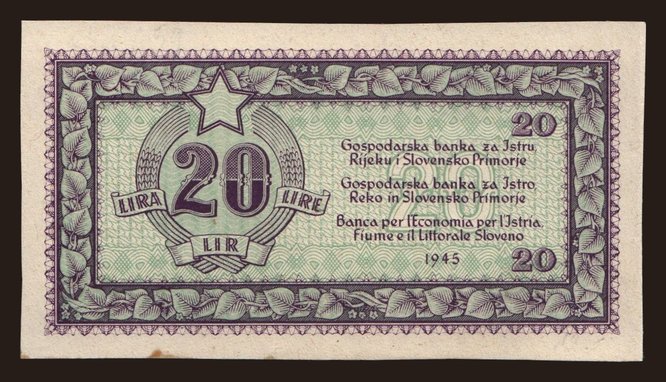 20
LIRA
20
LIRE
LIR
Gospodarska banka za Istru,
Rijeku i Slovensko Primorje
Gospodarska banka za Istro,
Reko in Slovensko Primorje
20
Banca per l'Economia per l'Istria,
Fiume e il Littorale Sloveno
1945
20